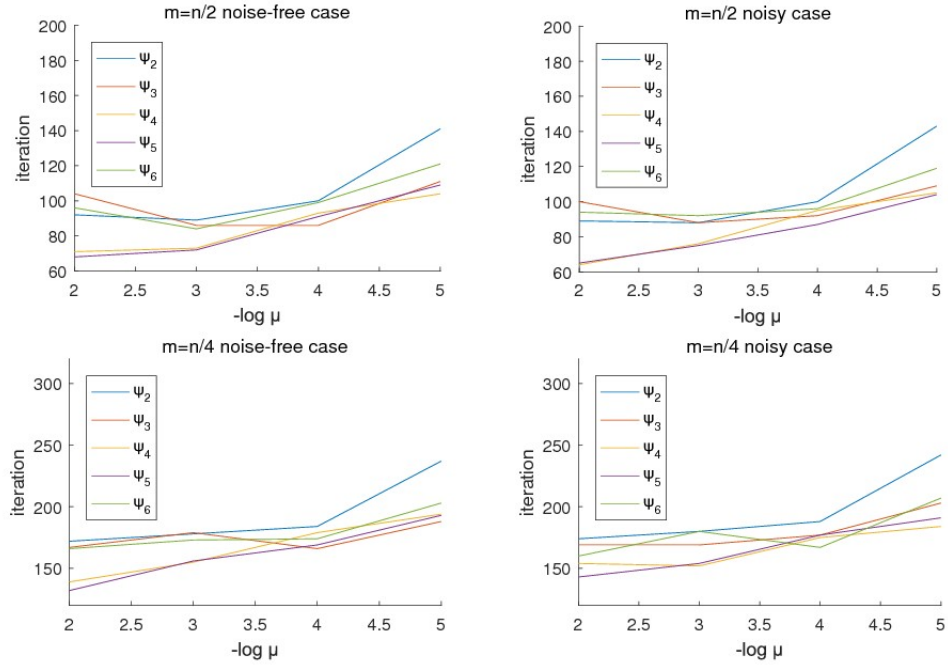 m=n/2 noise-free case
200
180
160
140
120
100
80
60
iteration
ψ2
ψ3
ψ4
ψ5
ψ6
2 2.5 3 3.5 4 4.5 5
-log μ
m=n/2 noisy case
200
180
160
140
120
100
80
60
iteration
ψ2
ψ3
ψ4
ψ5
ψ6
2 2.5 3 3.5 4 4.5 5
-log μ
m=n/4 noise-free case
300
250
200
150
iteration
ψ2
ψ3
ψ4
ψ5
ψ6
2 2.5 3 3.5 4 4.5 5
-log μ
m=n/4 noisy case
300
250
200
150
iteration
ψ2
ψ3
ψ4
ψ5
ψ6
2 2.5 3 3.5 4 4.5 5
-log μ